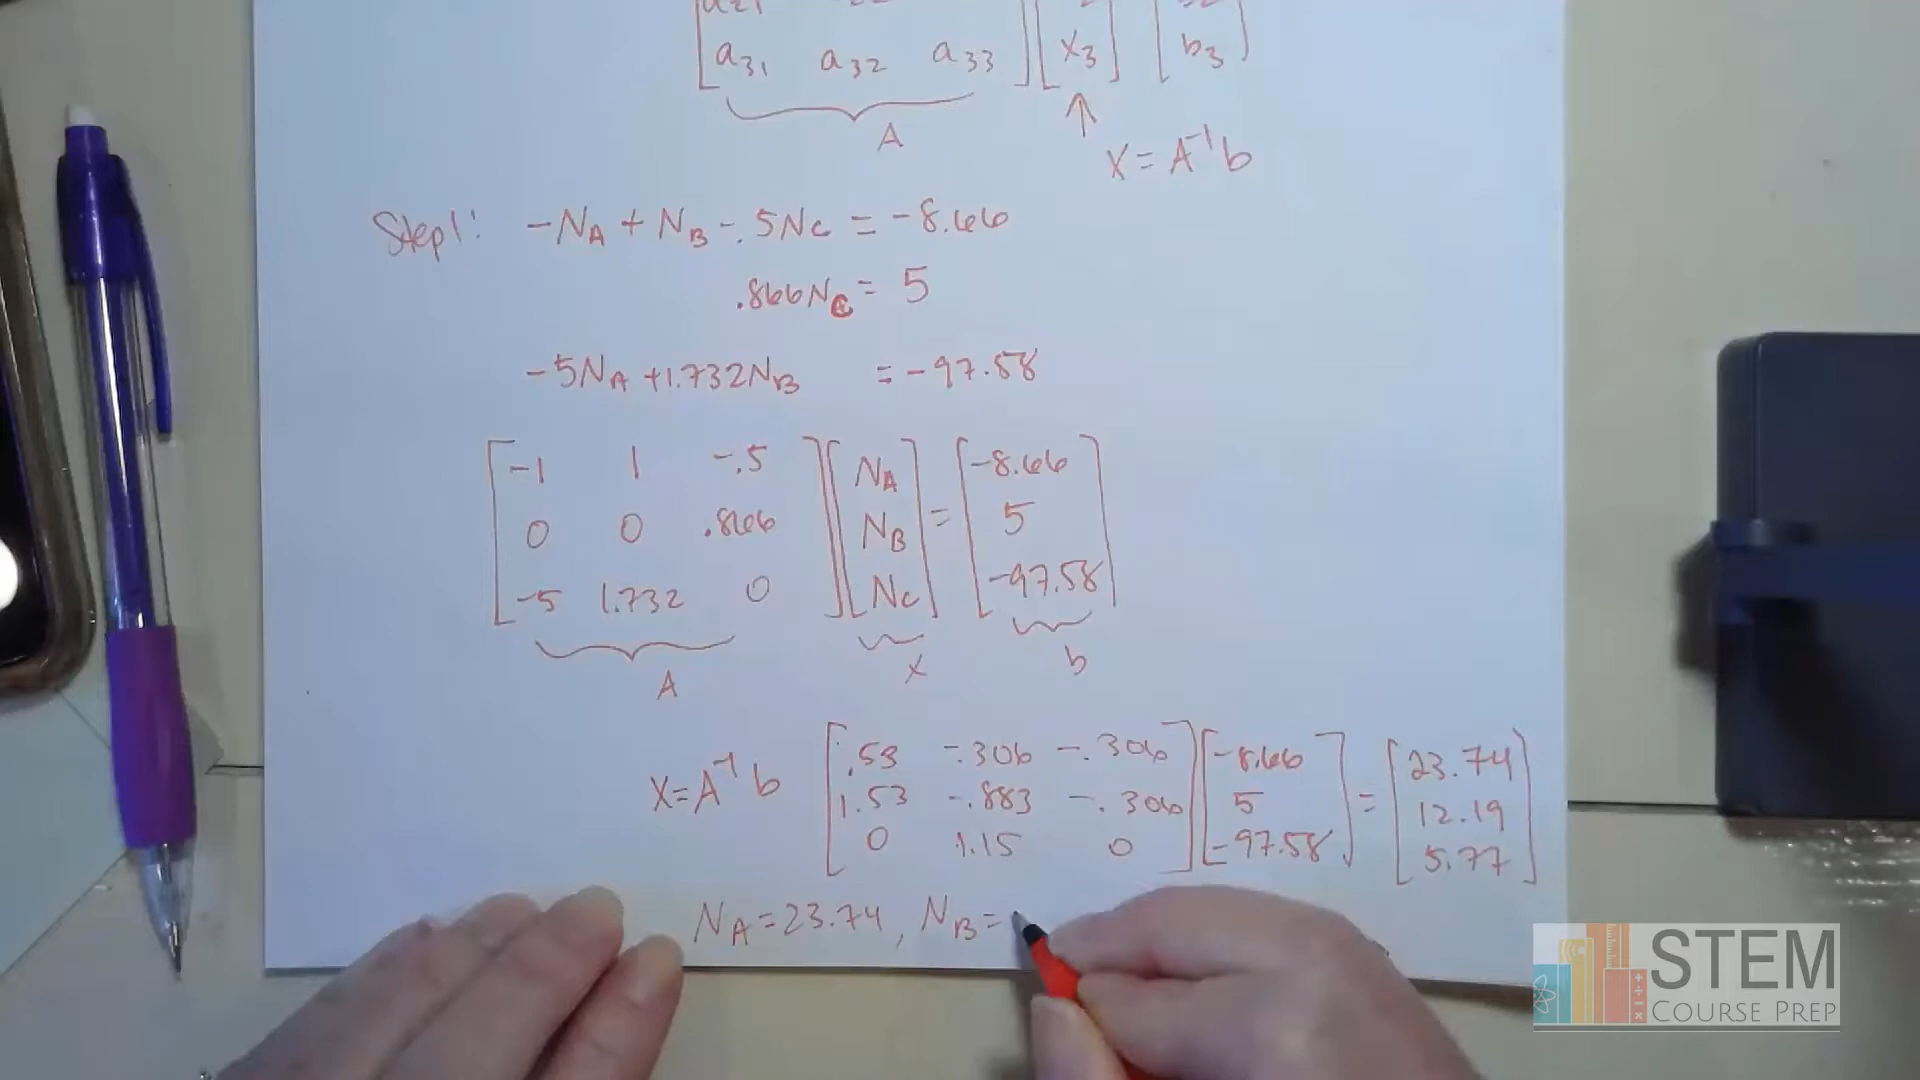 a21
a31 a32 a33 x3 b3
A
X = A⁻¹b
Step 1: -NA + NB -.5Nc = -8.66
.866Nc = 5
-5NA +1.732NB = -97.58
-1 1 -.5 NA -8.66
0 0 .866 NB = 5
-5 1.732 0 Nc -97.58
A x b
X=A⁻¹b .53 -.306 -.306 -8.66 = 23.74
1.53 -.883 -.306 5 12.19
0 1.15 0 -97.58 5.77
NA=23.74, NB=
STEM
COURSE PREP